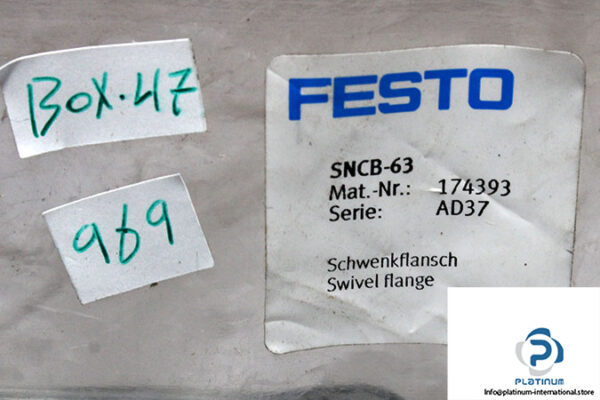 BOX.47
969
FESTO
SNCB-63
Mat.-Nr.: 174393
Serie: AD37
Schwenkflansch
Swivel flange
PLATINUM
info@platinum-international.store